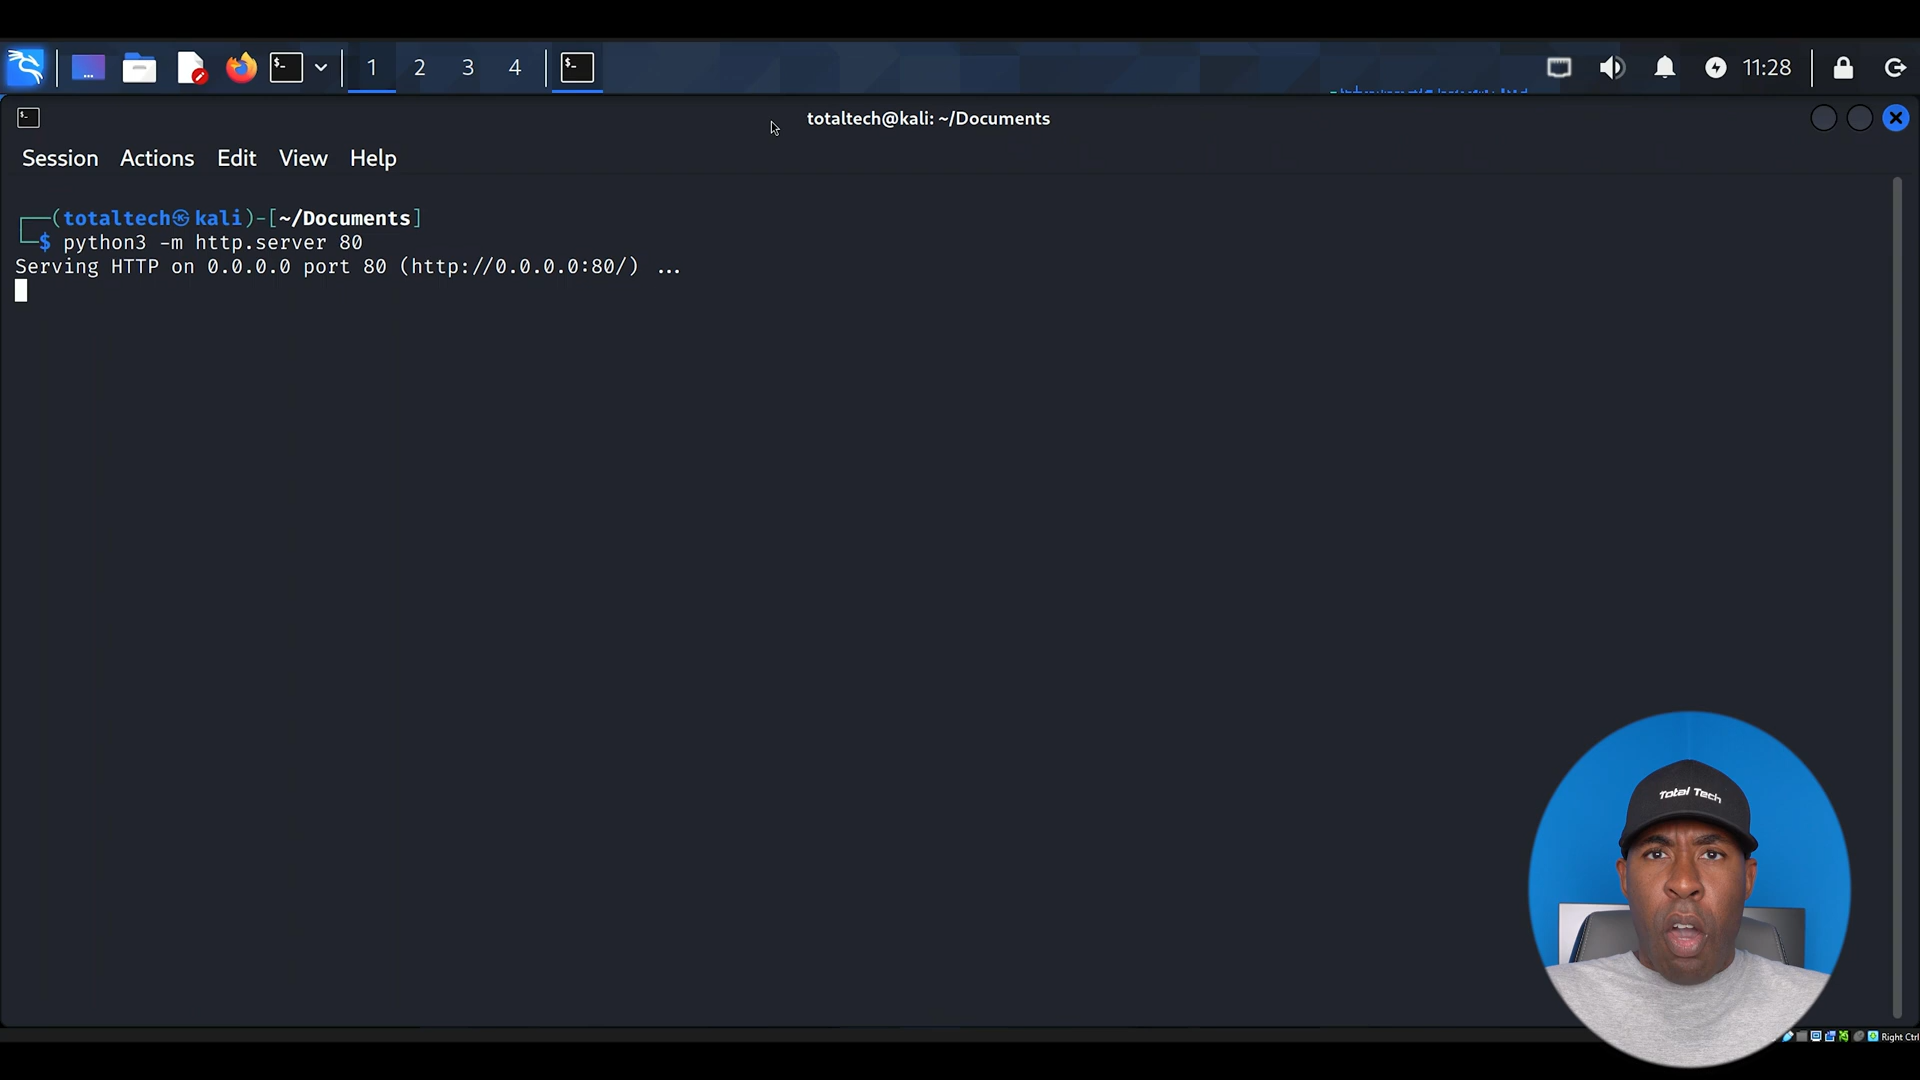 1 2 3 4 11:28
totaltech@kali: ~/Documents
Session Actions Edit View Help
┌──(totaltech㉿kali)-[~/Documents]
└─$ python3 -m http.server 80
Serving HTTP on 0.0.0.0 port 80 (http://0.0.0.0:80/) ...
Total Tech
Right Ctrl